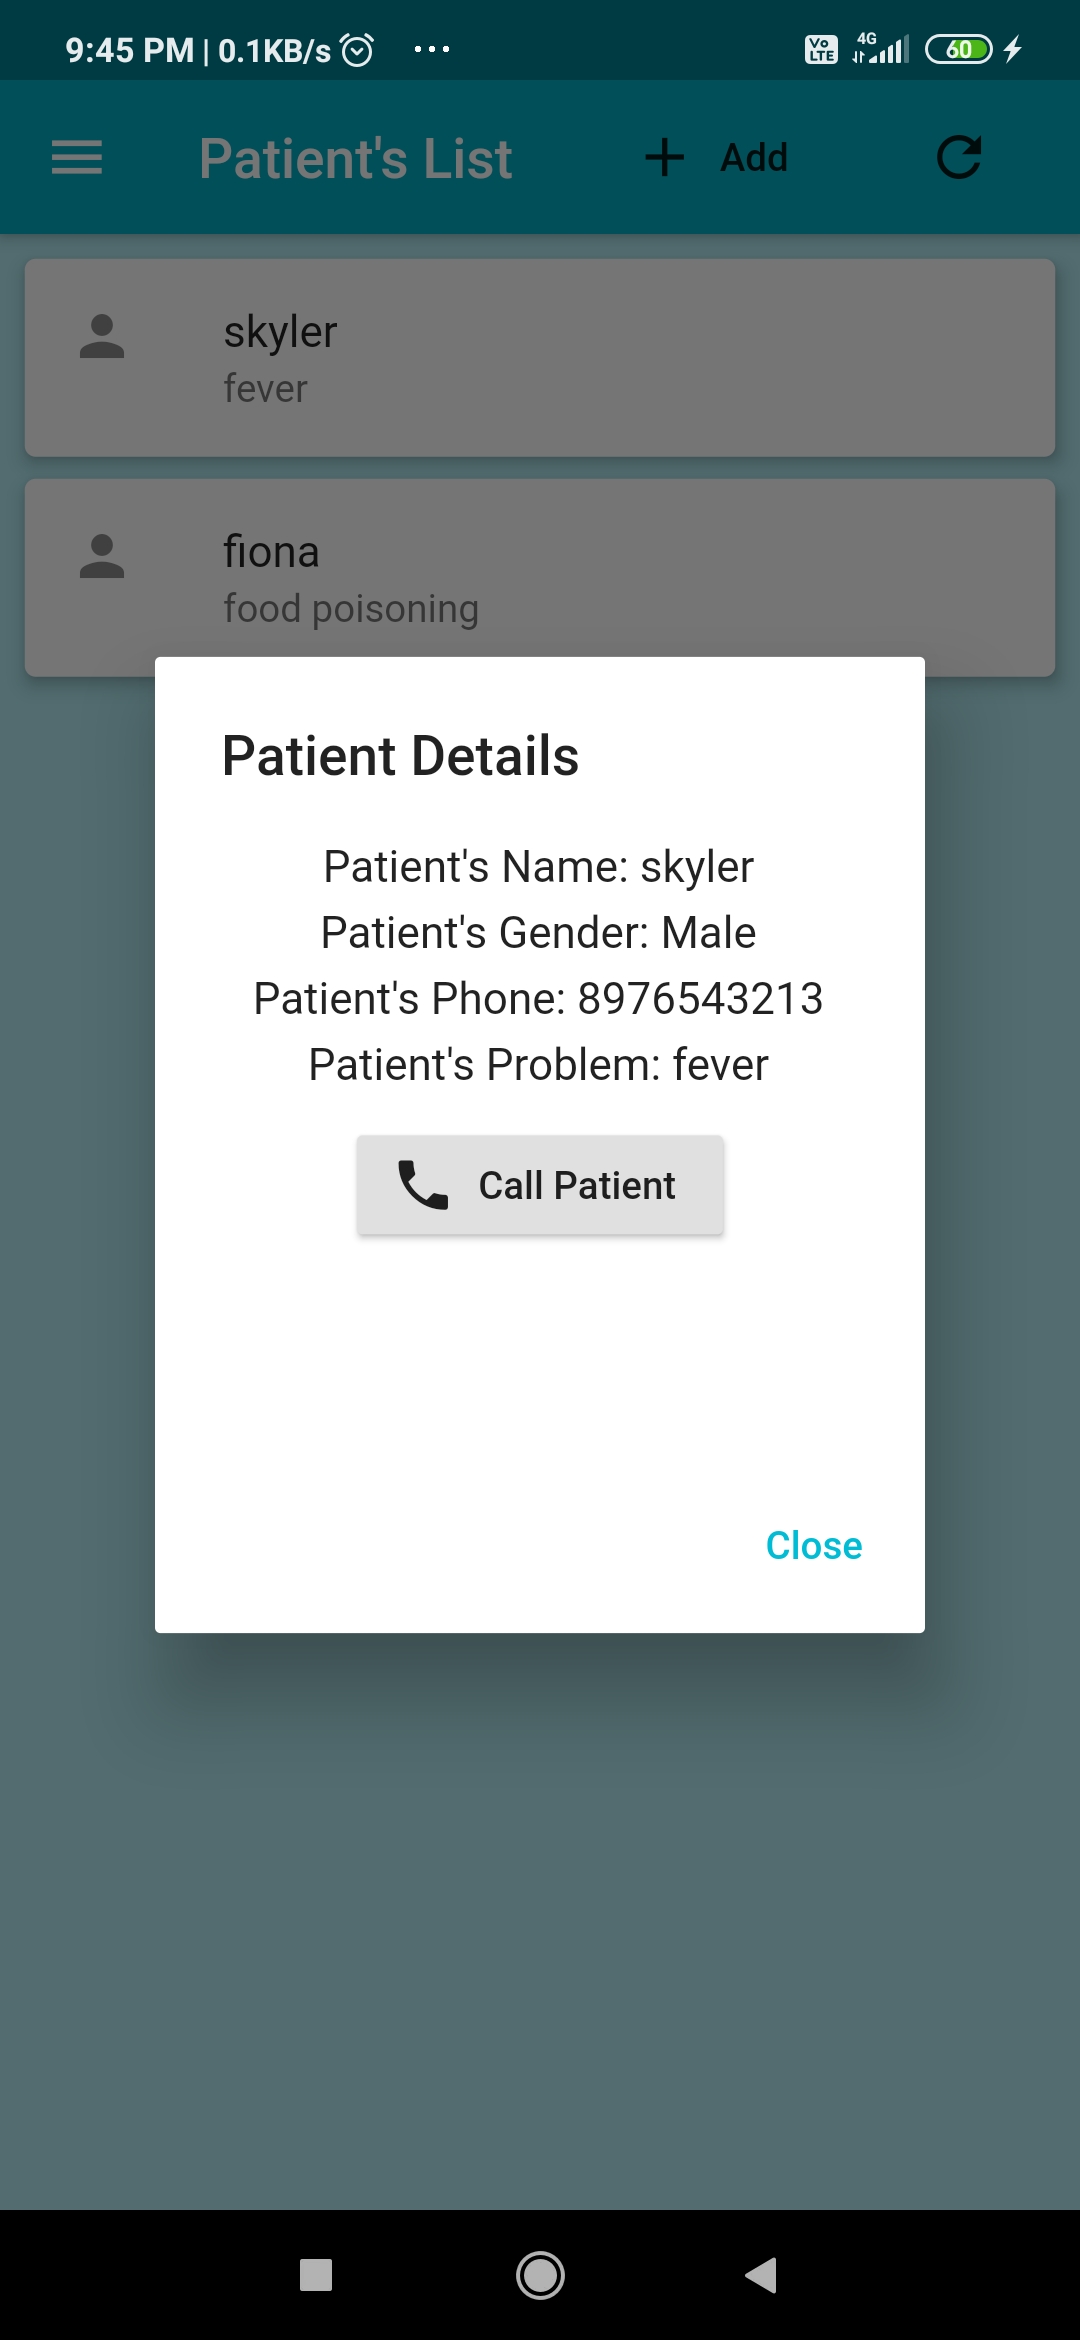 9:45 PM | 0.1KB/s ...
Vo LTE 4G 60
Patient's List + Add
skyler
fever
fiona
food poisoning
Patient Details
Patient's Name: skyler
Patient's Gender: Male
Patient's Phone: 8976543213
Patient's Problem: fever
Call Patient
Close